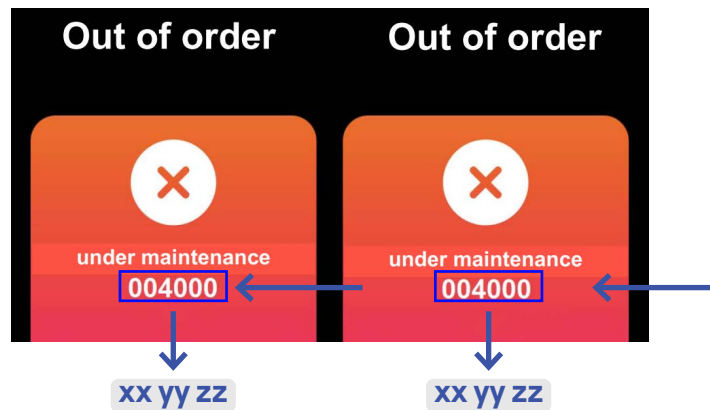 Out of order
under maintenance
004000
xx yy zz
Out of order
under maintenance
004000
xx yy zz